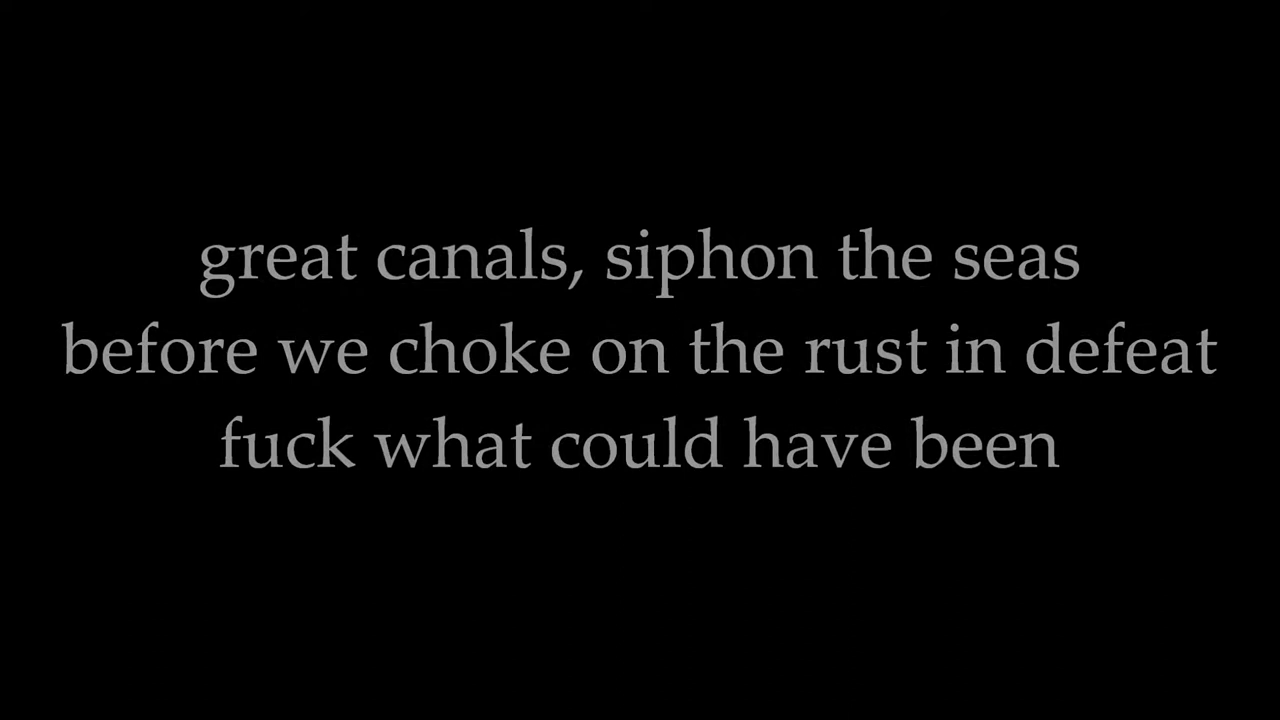 great canals, siphon the seas
before we choke on the rust in defeat
fuck what could have been